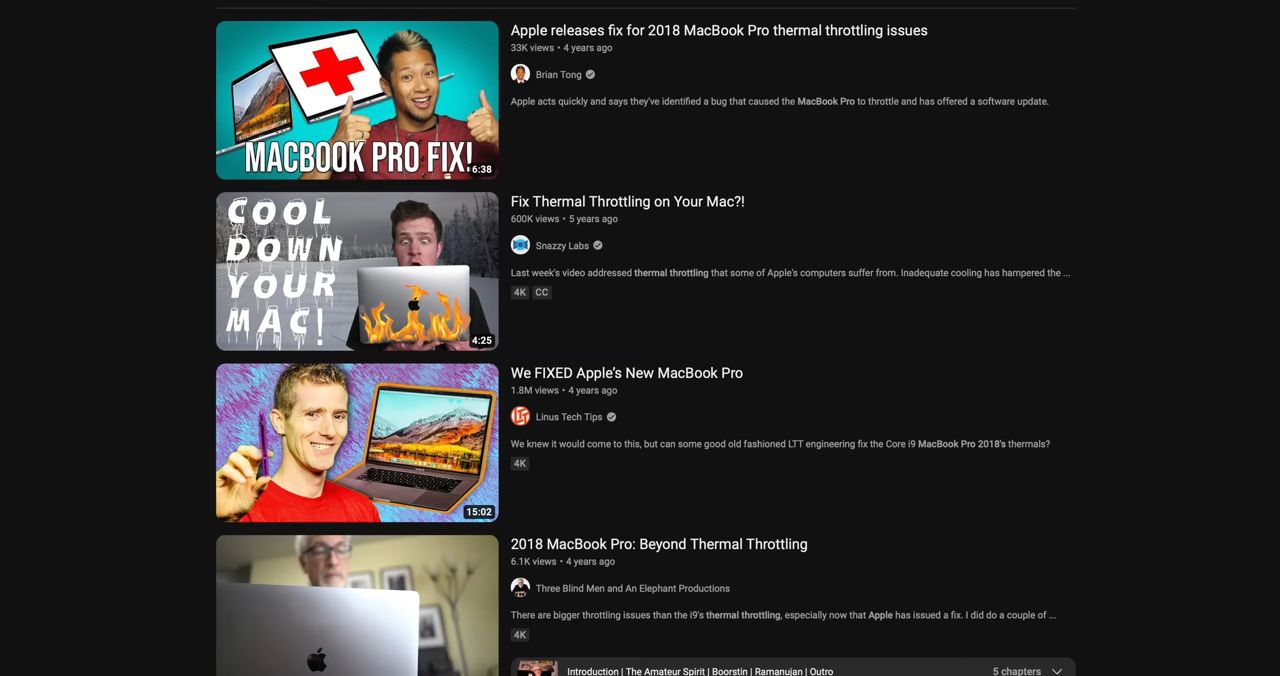 Apple releases fix for 2018 MacBook Pro thermal throttling issues
33K views • 4 years ago
Brian Tong
Apple acts quickly and says they've identified a bug that caused the MacBook Pro to throttle and has offered a software update.
MACBOOK PRO FIX!
6:38
Fix Thermal Throttling on Your Mac?!
600K views • 5 years ago
Snazzy Labs
Last week's video addressed thermal throttling that some of Apple's computers suffer from. Inadequate cooling has hampered the ...
4K CC
COOL
DOWN
YOUR
MAC!
4:25
We FIXED Apple’s New MacBook Pro
1.8M views • 4 years ago
Linus Tech Tips
We knew it would come to this, but can some good old fashioned LTT engineering fix the Core i9 MacBook Pro 2018's thermals?
4K
15:02
2018 MacBook Pro: Beyond Thermal Throttling
6.1K views • 4 years ago
Three Blind Men and An Elephant Productions
There are bigger throttling issues than the i9's thermal throttling, especially now that Apple has issued a fix. I did do a couple of ...
4K
Introduction | The Amateur Spirit | Boorstin | Ramanujan | Outro
5 chapters